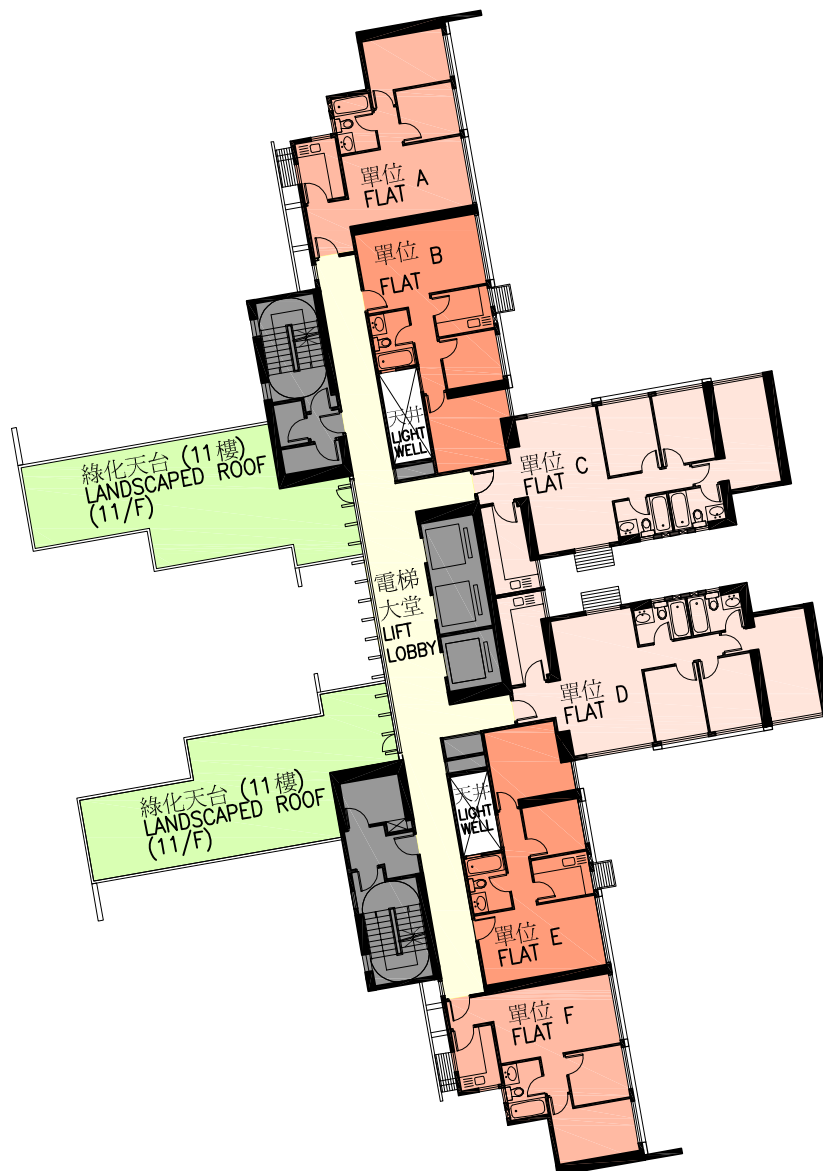 單位 A
FLAT
單位 B
FLAT
天井
LIGHT
WELL
單位 C
FLAT
綠化天台 (11樓)
LANDSCAPED ROOF
(11/F)
電梯
大堂
LIFT
LOBBY
單位 D
FLAT
綠化天台 (11樓)
LANDSCAPED ROOF
(11/F)
天井
LIGHT
WELL
單位 E
FLAT
單位 F
FLAT